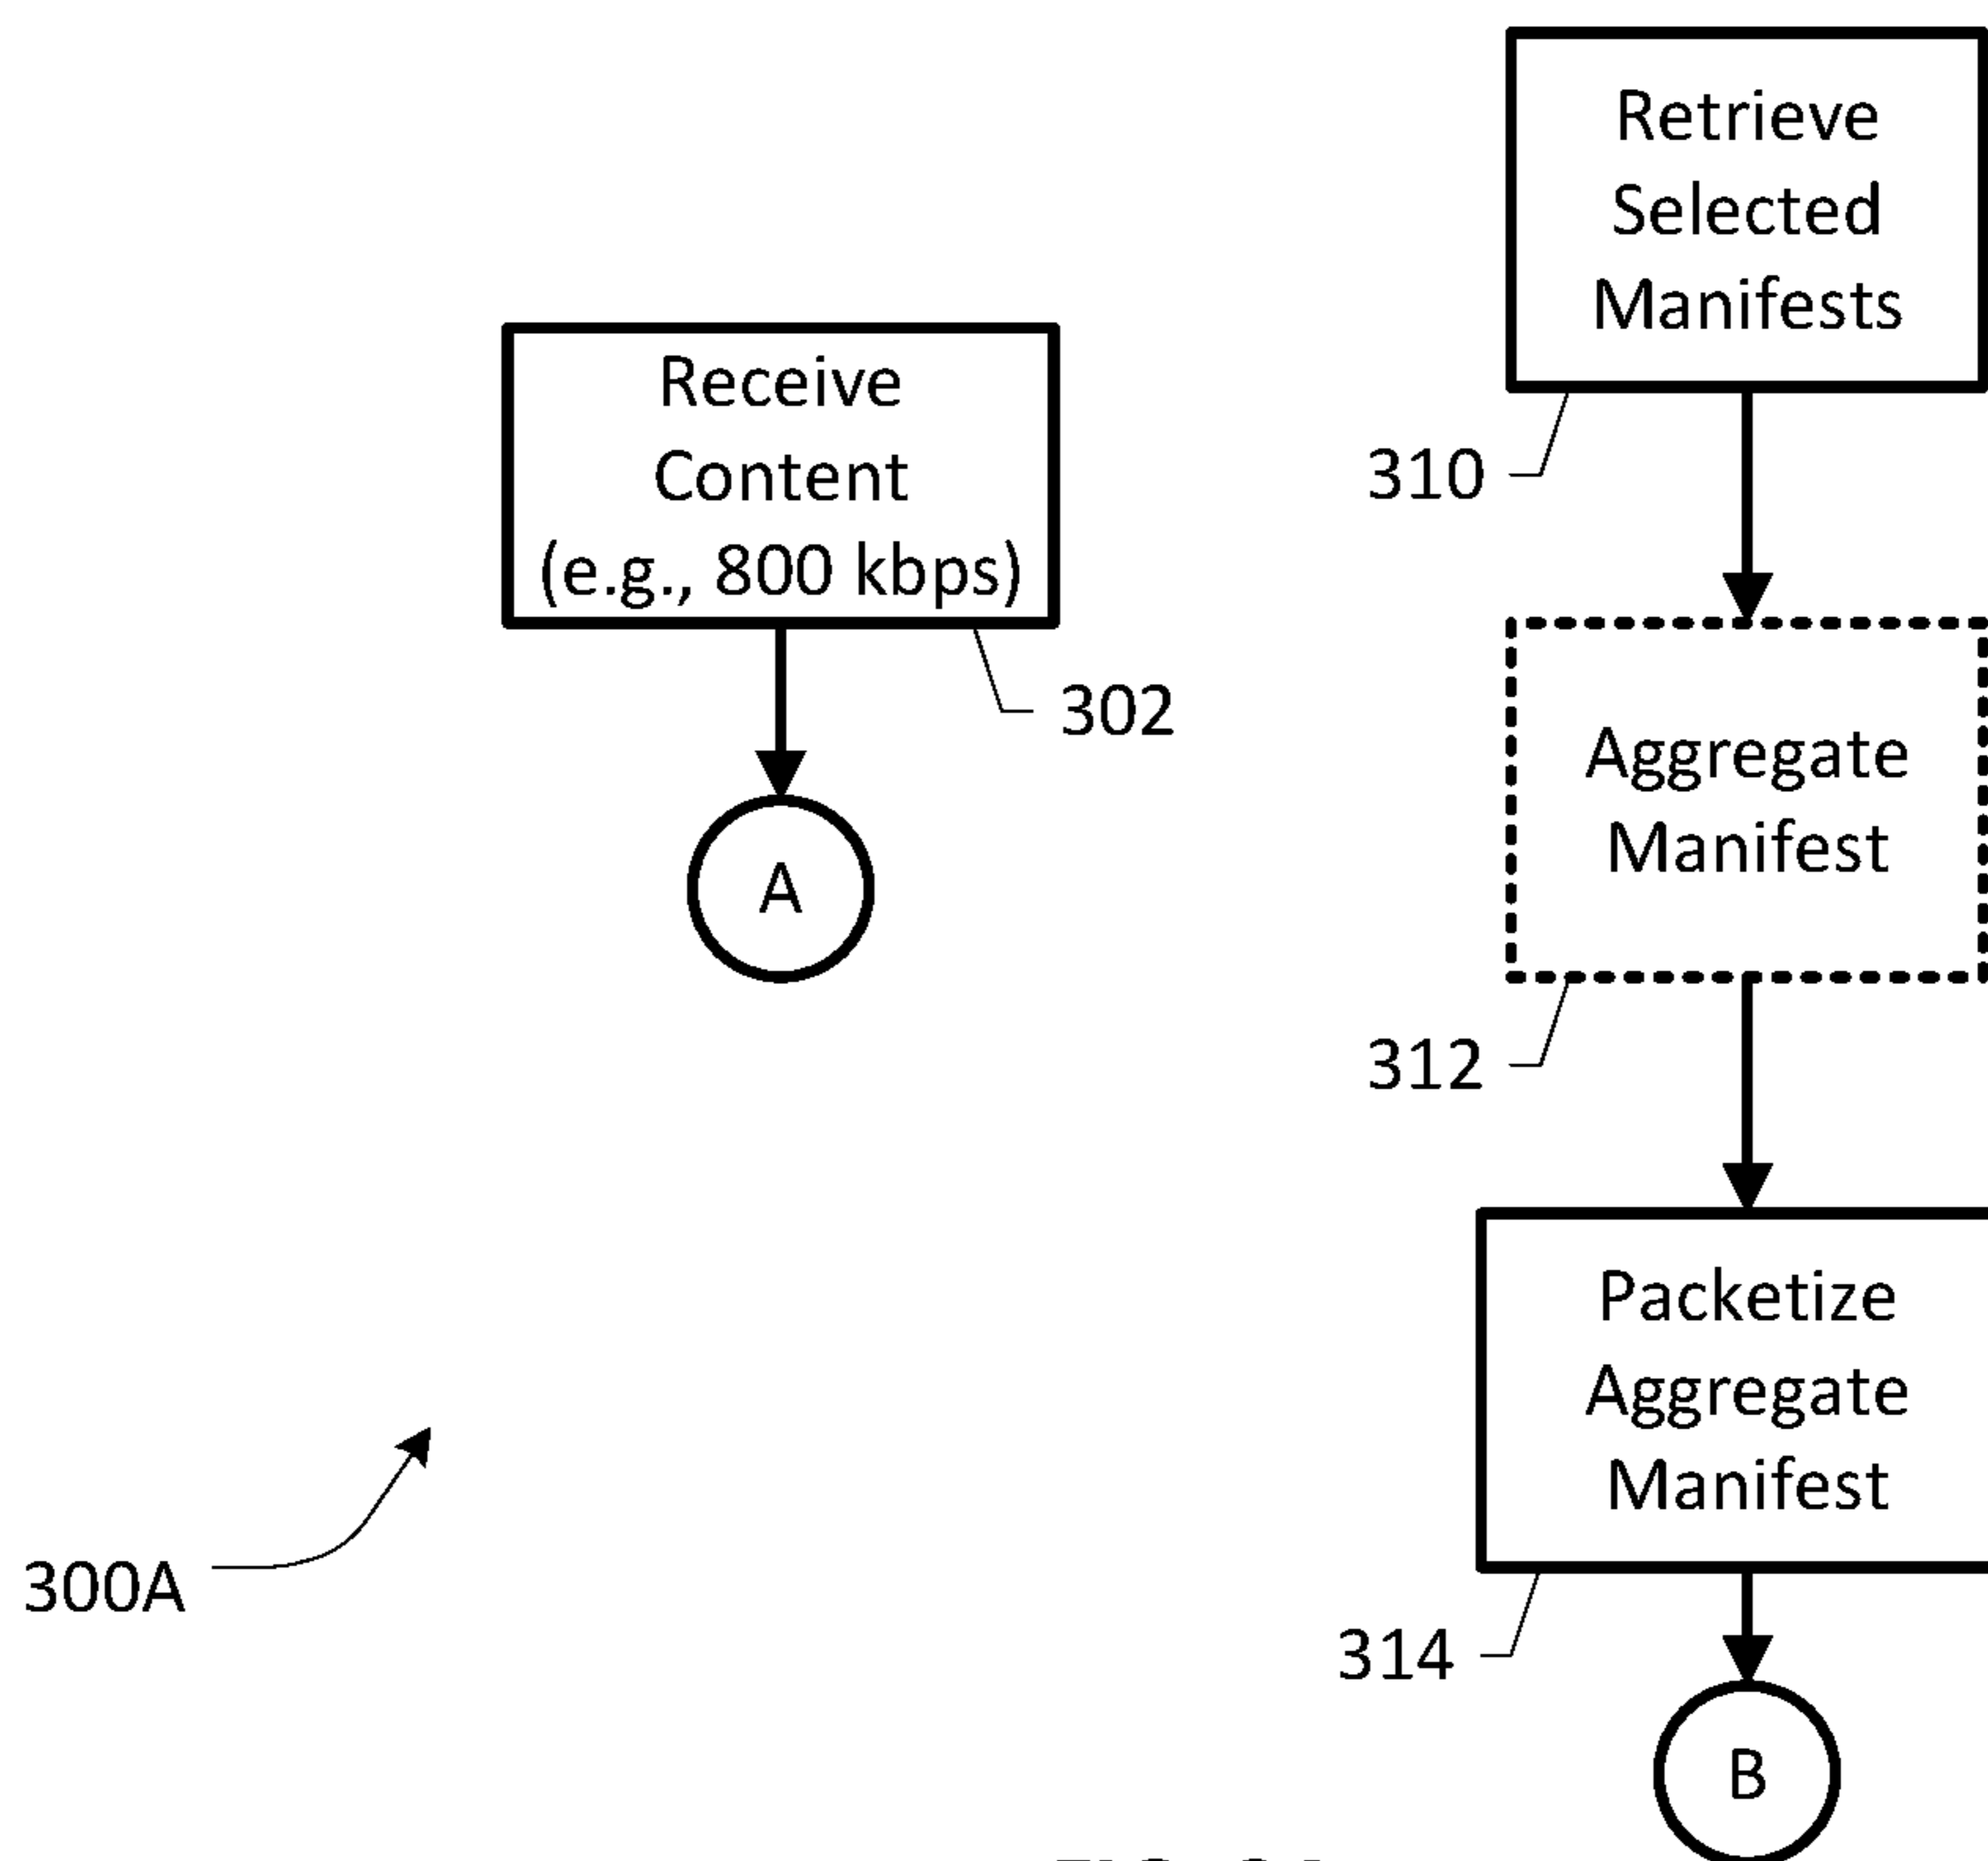 Retrieve
Selected
Manifests
310
Receive
Content
(e.g., 800 kbps)
302
A
Aggregate
Manifest
312
Packetize
Aggregate
Manifest
314
B
300A